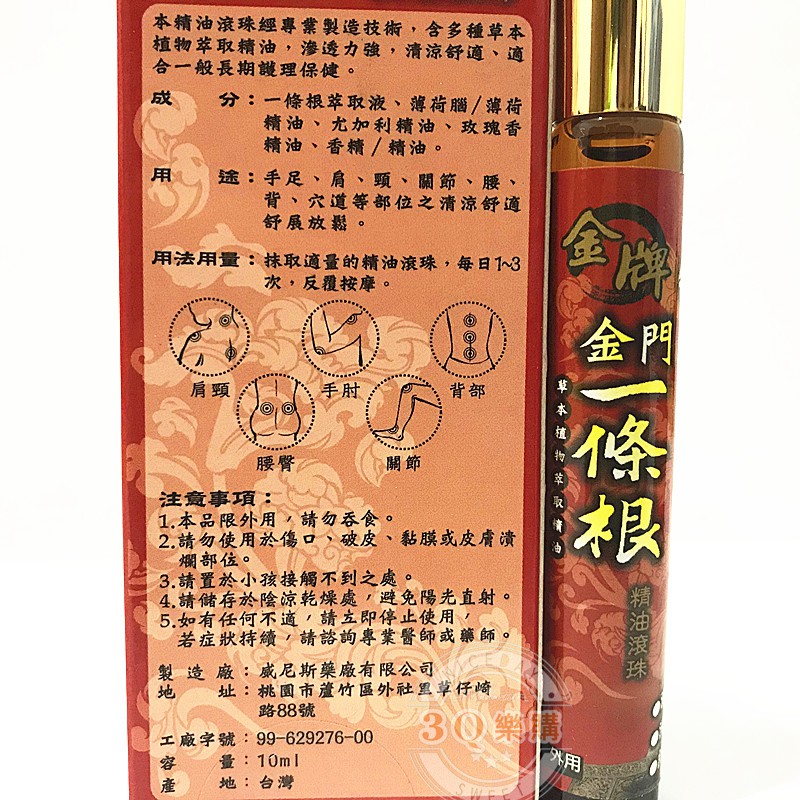 本精油滾珠經專業製造技術，含多種草本
植物萃取精油，滲透力強，清涼舒適、適
合一般長期護理保健。
成　　分：一條根萃取液、薄荷腦/薄荷
精油、尤加利精油、玫瑰香
精油、香精/精油。
用　　途：手足、肩、頸、關節、腰、
背、穴道等部位之清涼舒適
舒展放鬆。
用法用量：抹取適量的精油滾珠，每日1~3
次，反覆按摩。
肩頸　手肘　背部
腰臀　關節
注意事項：
1.本品限外用，請勿吞食。
2.請勿使用於傷口、破皮、黏膜或皮膚潰
爛部位。
3.請置於小孩接觸不到之處。
4.請儲存於陰涼乾燥處，避免陽光直射。
5.如有任何不適，請立即停止使用，
若症狀持續，請諮詢專業醫師或藥師。
製造廠：威尼斯藥廠有限公司
地　　址：桃園市蘆竹區外社里草仔崎
路88號
工廠字號：99-629276-00
容　　量：10ml
產　　地：台灣
金牌
金門
一條根
草本植物萃取精油
精油滾珠
外用
3Q樂購
SWEET